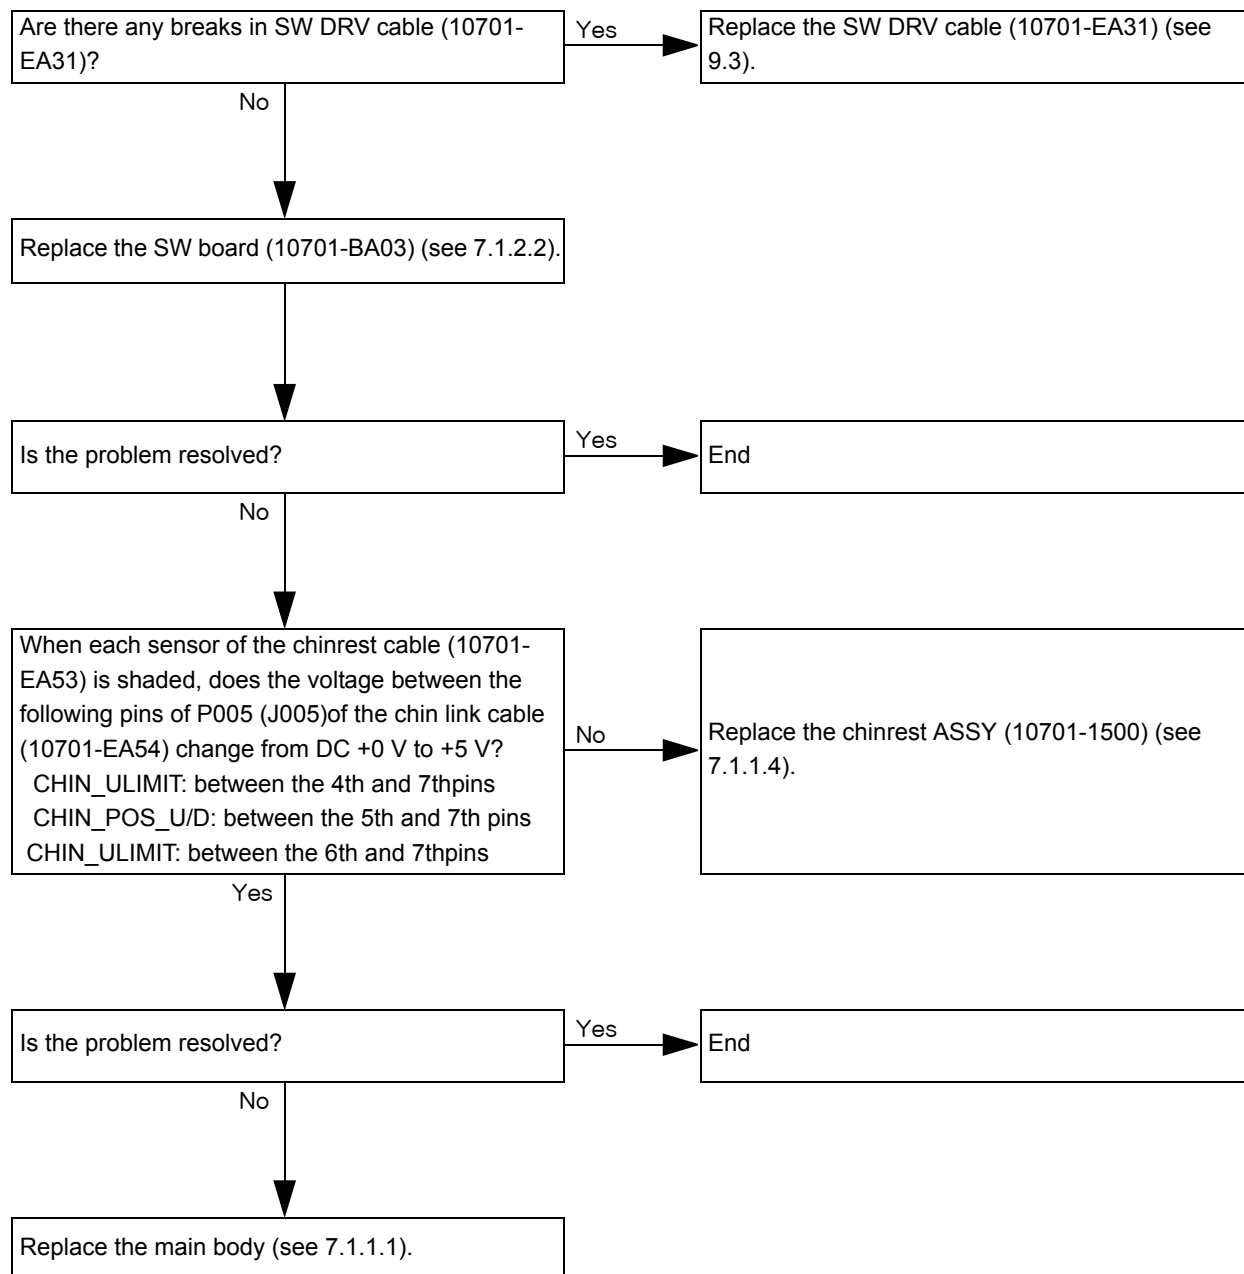 Are there any breaks in SW DRV cable (10701-
EA31)?
Yes
Replace the SW DRV cable (10701-EA31) (see
9.3).
No
Replace the SW board (10701-BA03) (see 7.1.2.2).
Is the problem resolved?
Yes
End
No
When each sensor of the chinrest cable (10701-
EA53) is shaded, does the voltage between the
following pins of P005 (J005)of the chin link cable
(10701-EA54) change from DC +0 V to +5 V?
CHIN_ULIMIT: between the 4th and 7thpins
CHIN_POS_U/D: between the 5th and 7th pins
CHIN_ULIMIT: between the 6th and 7thpins
No
Replace the chinrest ASSY (10701-1500) (see
7.1.1.4).
Yes
Is the problem resolved?
Yes
End
No
Replace the main body (see 7.1.1.1).